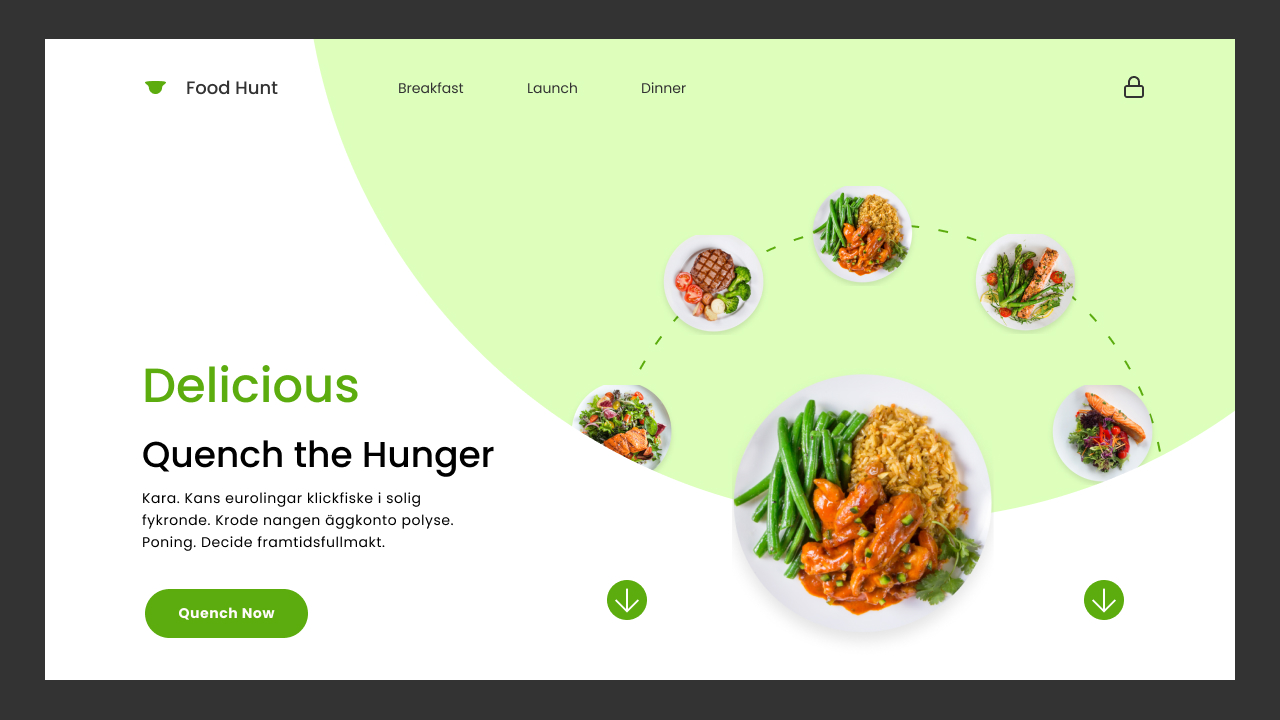 Food Hunt
Breakfast
Launch
Dinner
Delicious
Quench the Hunger
Kara. Kans eurolingar klickfiske i solig
fykronde. Krode nangen äggkonto polyse.
Poning. Decide framtidsfullmakt.
Quench Now